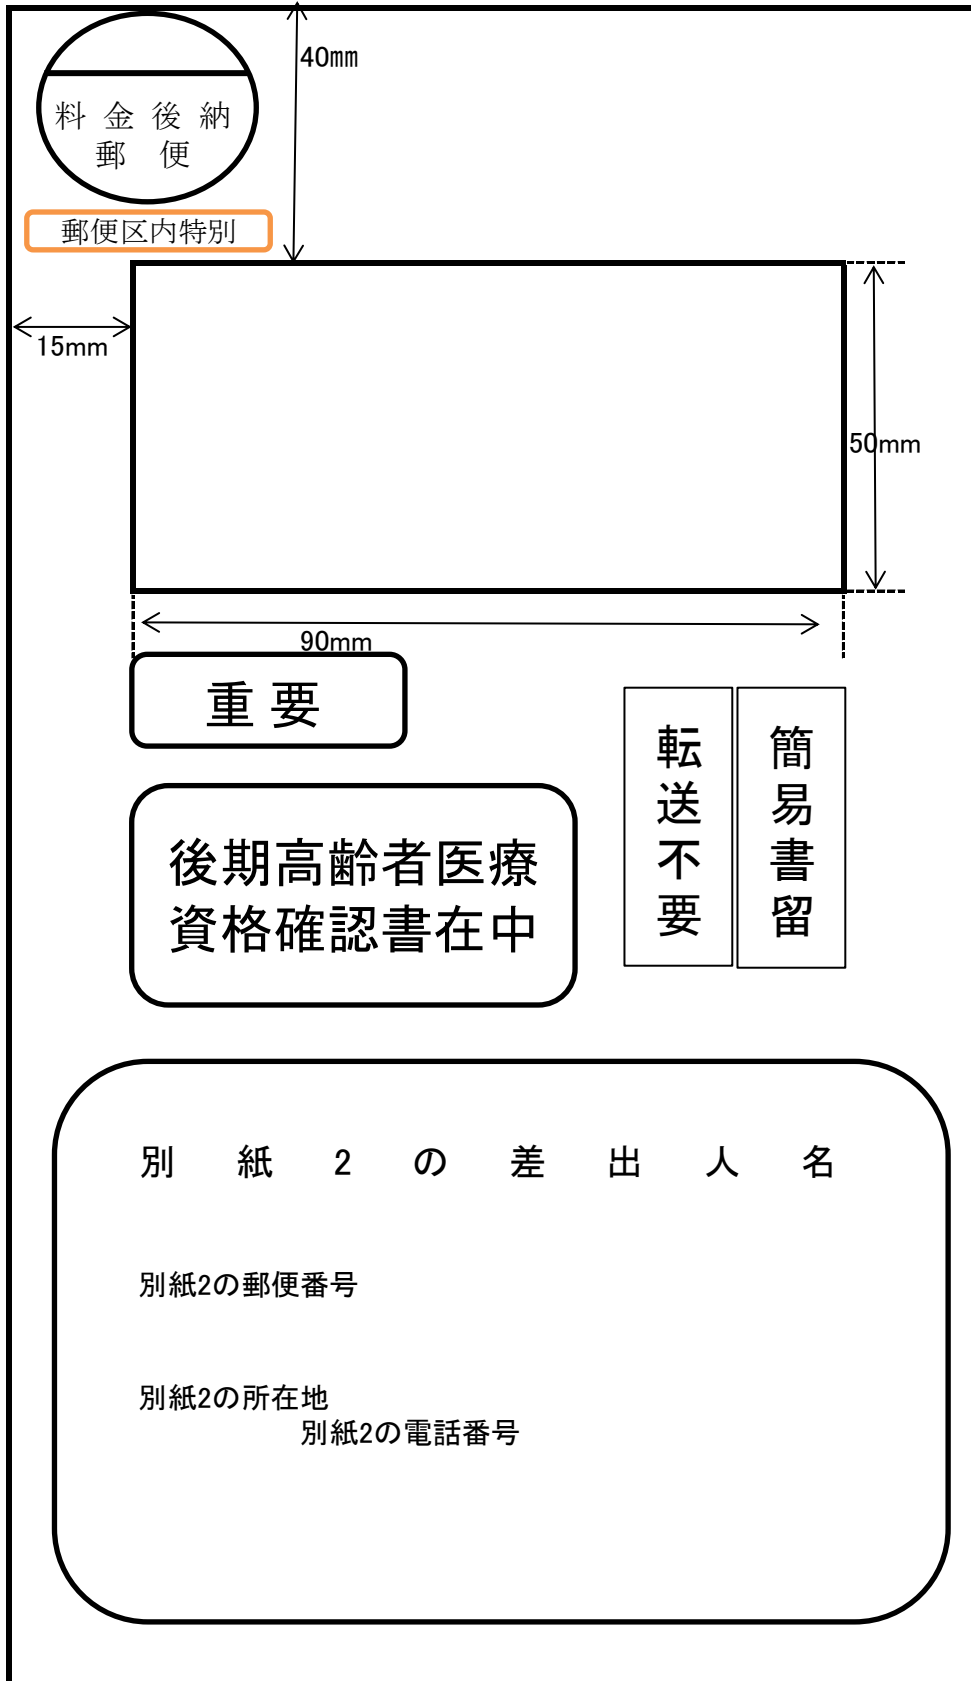 40mm
料金後納
郵便
郵便区内特別
15mm
50mm
90mm
重要
簡易書留
転送不要
後期高齢者医療
資格確認書在中
別紙2の差出人名
別紙2の郵便番号
別紙2の所在地
別紙2の電話番号